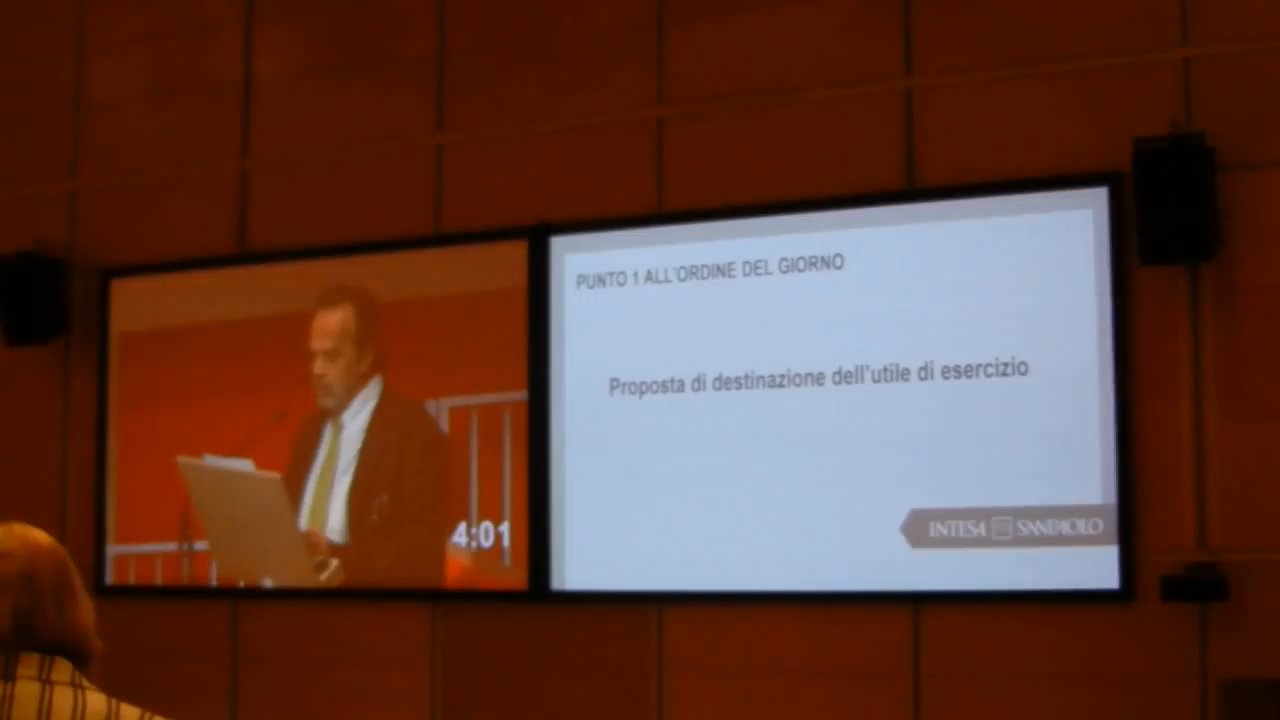 PUNTO 1 ALL'ORDINE DEL GIORNO
Proposta di destinazione dell'utile di esercizio
4:01
INTESA SANPAOLO